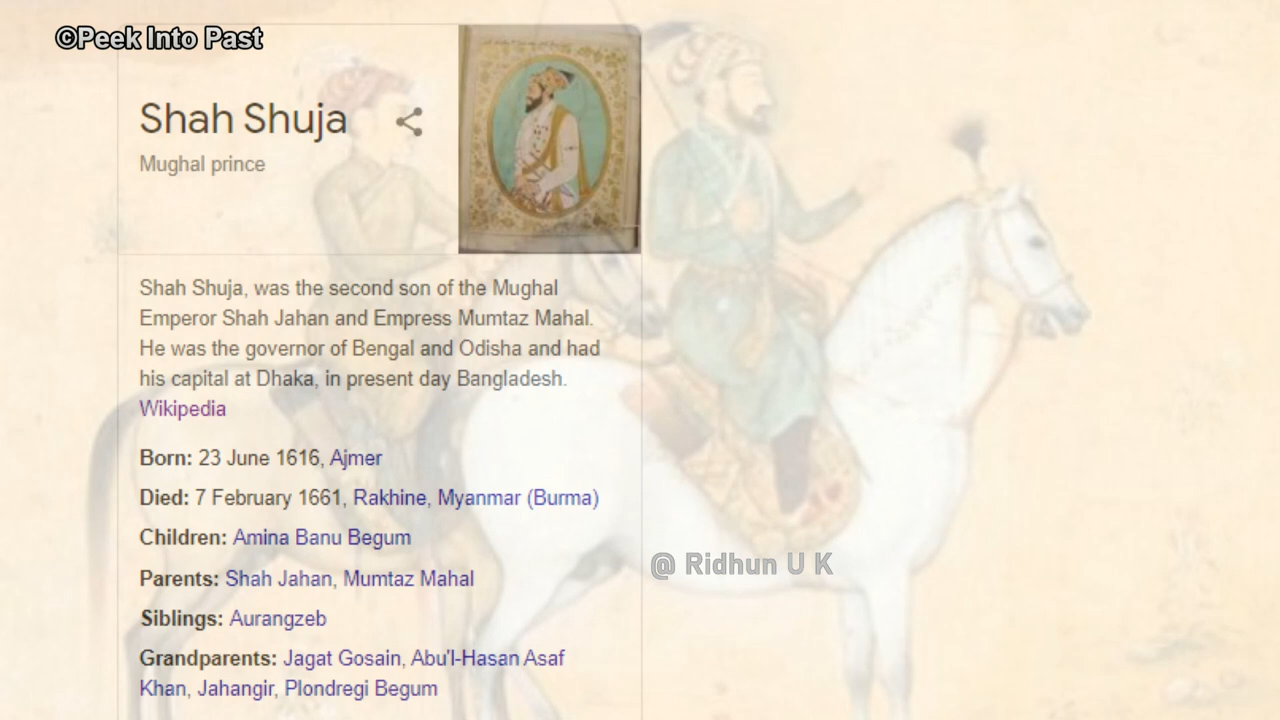 ©Peek Into Past
Shah Shuja
Mughal prince
Shah Shuja, was the second son of the Mughal
Emperor Shah Jahan and Empress Mumtaz Mahal.
He was the governor of Bengal and Odisha and had
his capital at Dhaka, in present day Bangladesh.
Wikipedia
Born: 23 June 1616, Ajmer
Died: 7 February 1661, Rakhine, Myanmar (Burma)
Children: Amina Banu Begum
@ Ridhun U K
Parents: Shah Jahan, Mumtaz Mahal
Siblings: Aurangzeb
Grandparents: Jagat Gosain, Abu'l-Hasan Asaf
Khan, Jahangir, Plondregi Begum